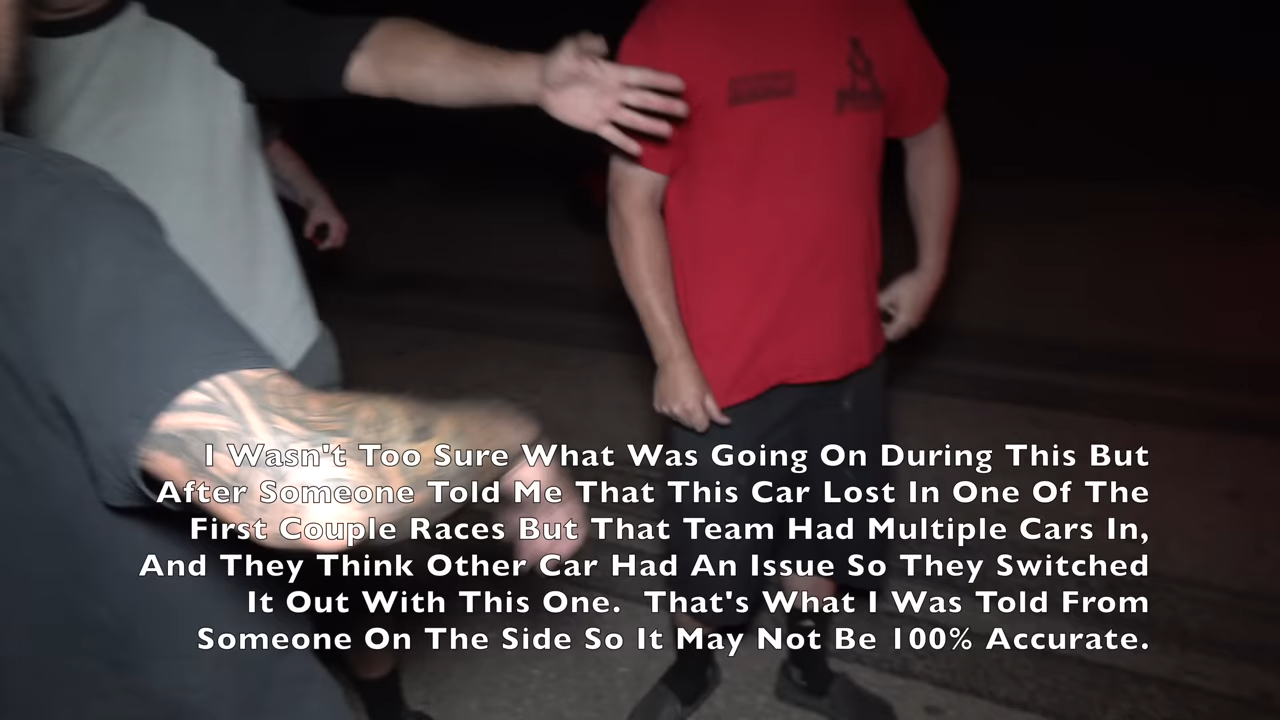 I Wasn't Too Sure What Was Going On During This But
After Someone Told Me That This Car Lost In One Of The
First Couple Races But That Team Had Multiple Cars In,
And They Think Other Car Had An Issue So They Switched
It Out With This One.  That's What I Was Told From
Someone On The Side So It May Not Be 100% Accurate.